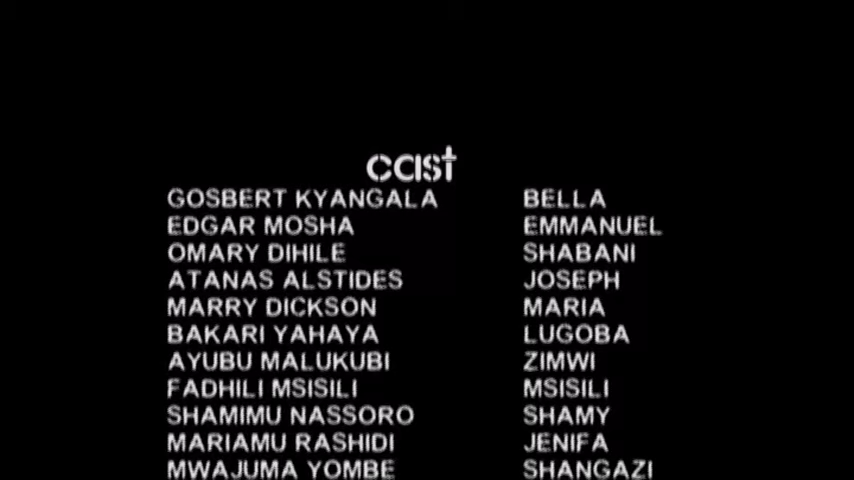 cast
GOSBERT KYANGALA BELLA
EDGAR MOSHA EMMANUEL
OMARY DIHILE SHABANI
ATANAS ALSTIDES JOSEPH
MARRY DICKSON MARIA
BAKARI YAHAYA LUGOBA
AYUBU MALUKUBI ZIMWI
FADHILI MSISILI MSISILI
SHAMIMU NASSORO SHAMY
MARIAMU RASHIDI JENIFA
MWAJUMA YOMBE SHANGAZI